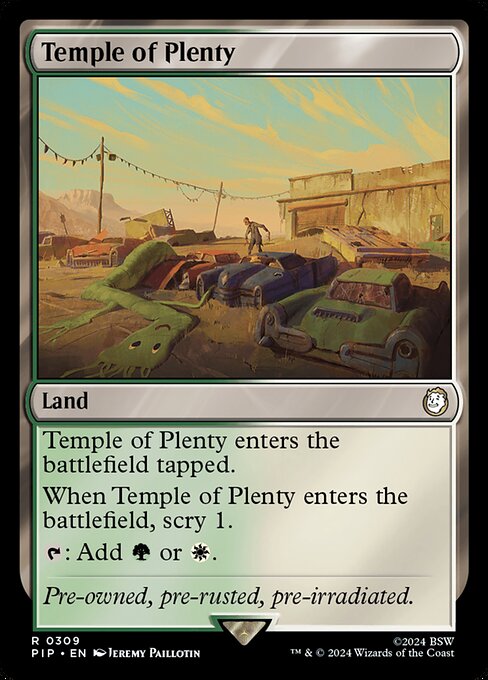 Temple of Plenty
Land
Temple of Plenty enters the
battlefield tapped.
When Temple of Plenty enters the
battlefield, scry 1.
: Add or .
Pre-owned, pre-rusted, pre-irradiated.
R 0309
PIP • EN JEREMY PAILLOTIN
©2024 BSW
™ & © 2024 Wizards of the Coast